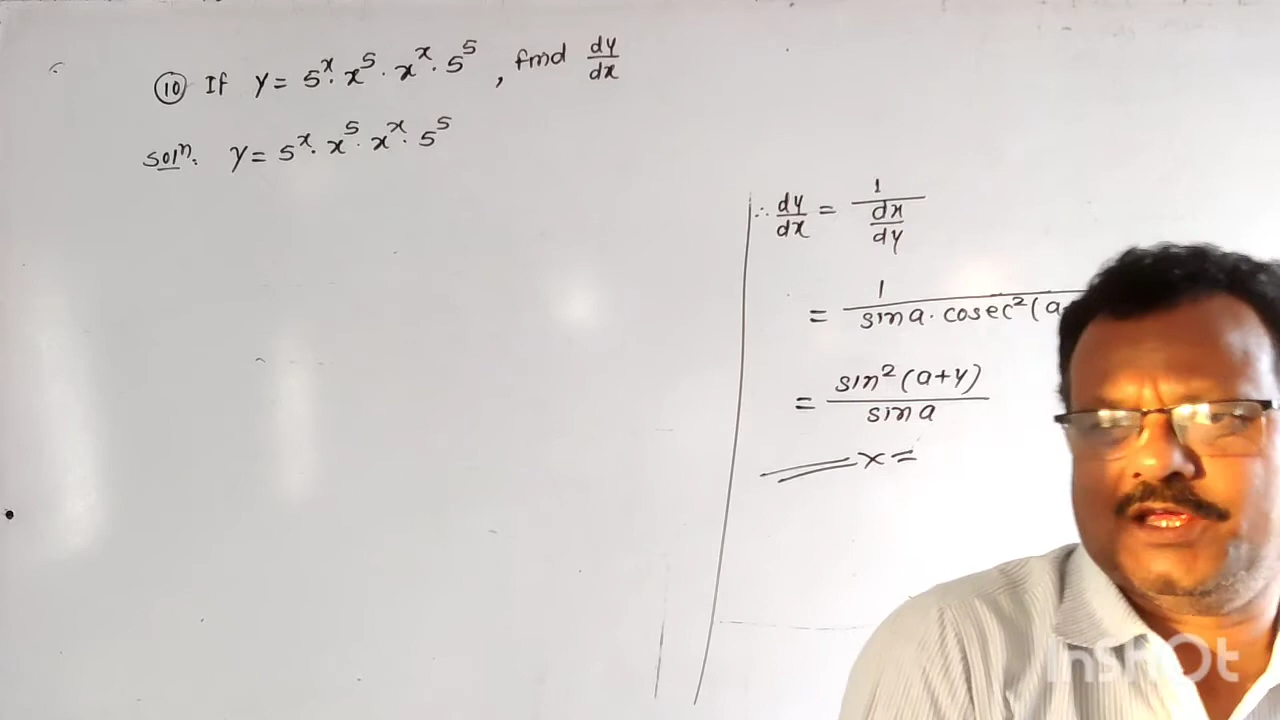 (10) If y = 5^x · x^5 · x^x · 5^5 , find dy/dx
Soln: y = 5^x · x^5 · x^x · 5^5
∴ dy/dx = 1/(dx/dy)
= 1/(sin a · cosec²(a
= sin²(a+y)/sin a
x =
InShOt